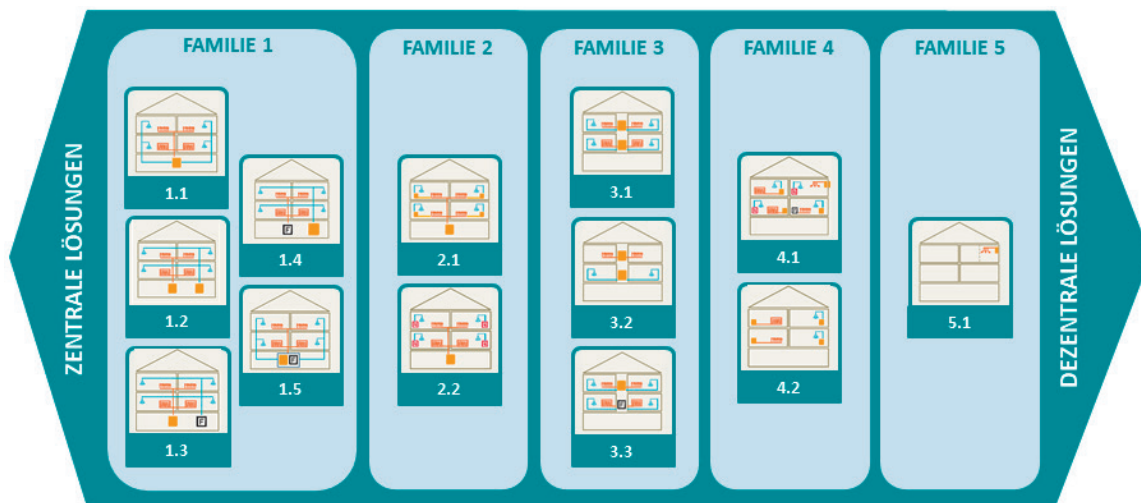 ZENTRALE LÖSUNGEN
FAMILIE 1
1.1
1.2
1.3
1.4
1.5
FAMILIE 2
2.1
2.2
FAMILIE 3
3.1
3.2
3.3
FAMILIE 4
4.1
4.2
FAMILIE 5
5.1
DEZENTRALE LÖSUNGEN